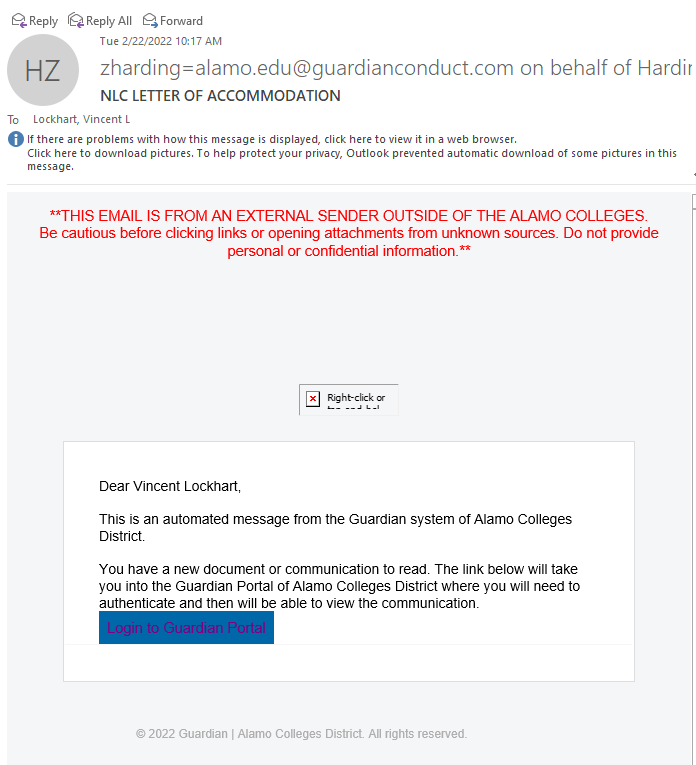 Reply Reply All Forward
Tue 2/22/2022 10:17 AM
HZ
zharding=alamo.edu@guardianconduct.com on behalf of
NLC LETTER OF ACCOMMODATION
To Lockhart, Vincent L
If there are problems with how this message is displayed, click here to view it in a web browser.
Click here to download pictures. To help protect your privacy, Outlook prevented automatic download of some pictures in this
message.
**THIS EMAIL IS FROM AN EXTERNAL SENDER OUTSIDE OF THE ALAMO COLLEGES.
Be cautious before clicking links or opening attachments from unknown sources. Do not provide
personal or confidential information.**
Right-click or
Dear Vincent Lockhart,
This is an automated message from the Guardian system of Alamo Colleges
District.
You have a new document or communication to read. The link below will take
you into the Guardian Portal of Alamo Colleges District where you will need to
authenticate and then will be able to view the communication.
Login to Guardian Portal
© 2022 Guardian | Alamo Colleges District. All rights reserved.